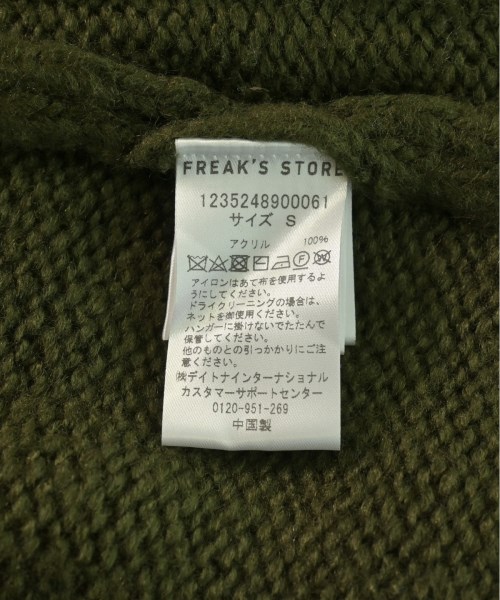 FREAK'S STORE
1235248900061
サイズ S
アクリル 100%
アイロンはあて布を使用するよ
うにしてください。
ドライクリーニングの場合は、
ネットを御使用ください。
ハンガーに掛けないでたたんで
保管してください。
他のものとの引っかかりにご注
意ください。
㈱デイトナインターナショナル
カスタマーサポートセンター
0120-951-269
中国製